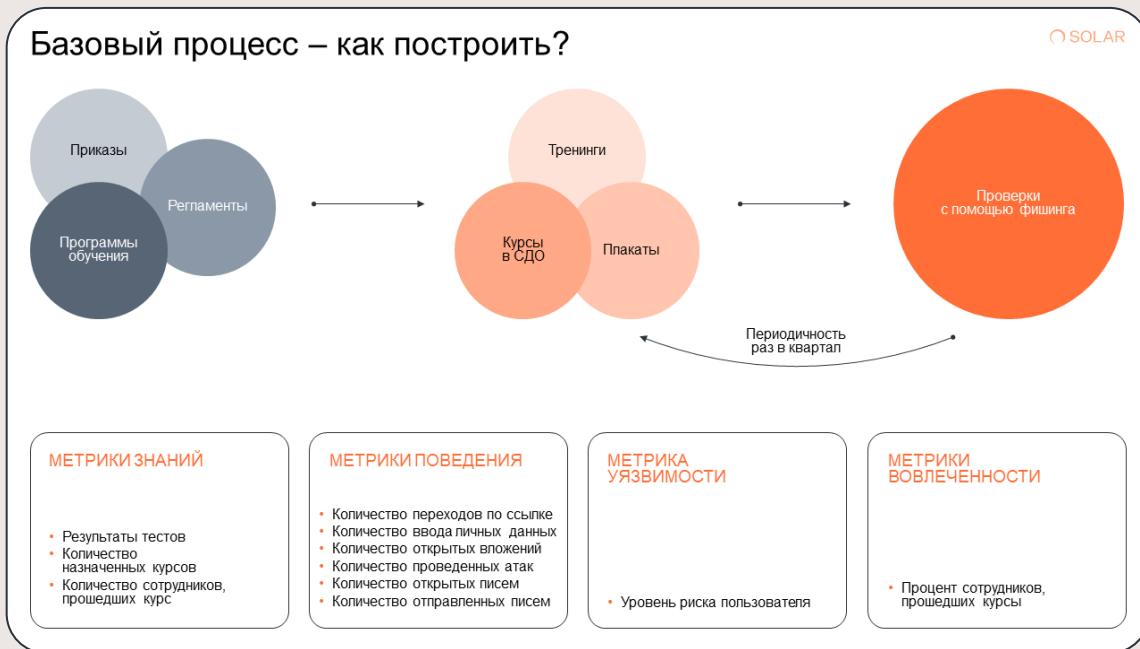 Базовый процесс – как построить?
SOLAR
Приказы
Регламенты
Программы
обучения
Тренинги
Курсы
в СДО
Плакаты
Проверки
с помощью фишинга
Периодичность
раз в квартал
МЕТРИКИ ЗНАНИЙ
• Результаты тестов
• Количество
назначенных курсов
• Количество сотрудников,
прошедших курс
МЕТРИКИ ПОВЕДЕНИЯ
• Количество переходов по ссылке
• Количество ввода личных данных
• Количество открытых вложений
• Количество проведенных атак
• Количество открытых писем
• Количество отправленных писем
МЕТРИКА
УЯЗВИМОСТИ
• Уровень риска пользователя
МЕТРИКИ
ВОВЛЕЧЕННОСТИ
• Процент сотрудников,
прошедших курсы